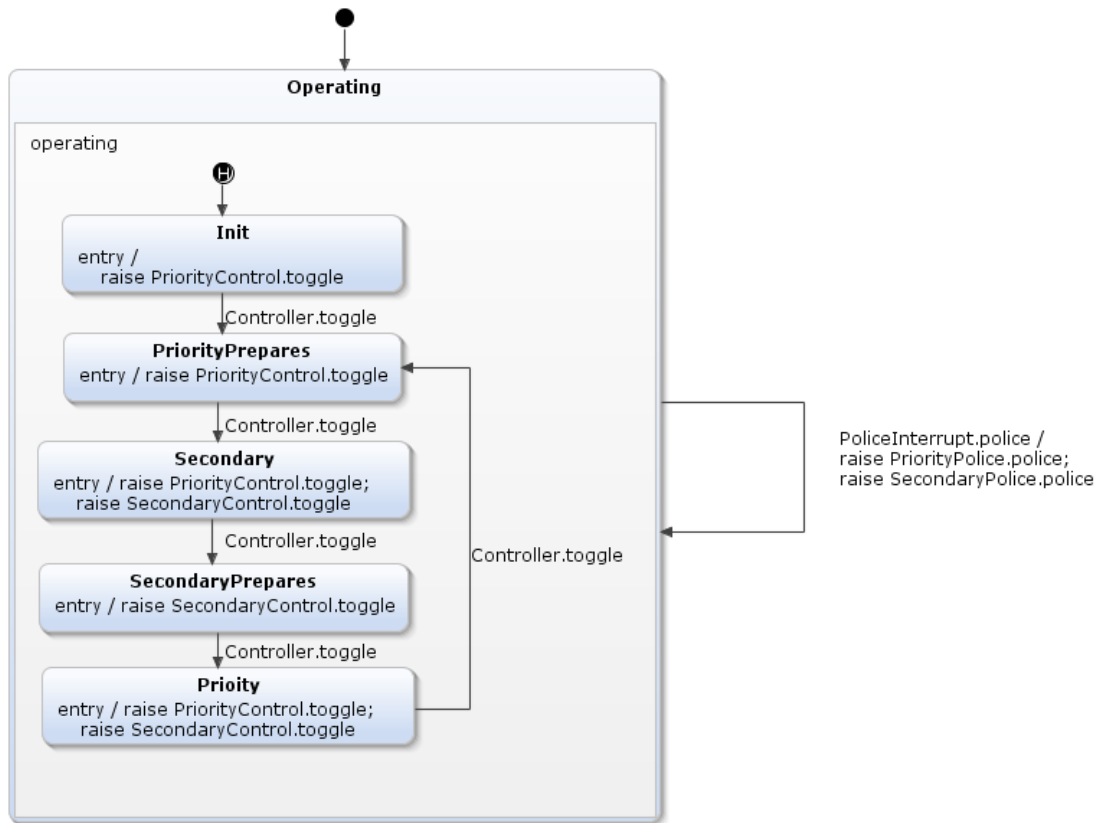 Operating
operating
H
Init
entry /
raise PriorityControl.toggle
Controller.toggle
PriorityPrepares
entry / raise PriorityControl.toggle
Controller.toggle
Secondary
entry / raise PriorityControl.toggle;
raise SecondaryControl.toggle
Controller.toggle
SecondaryPrepares
entry / raise SecondaryControl.toggle
Controller.toggle
Prioity
entry / raise PriorityControl.toggle;
raise SecondaryControl.toggle
Controller.toggle
PoliceInterrupt.police /
raise PriorityPolice.police;
raise SecondaryPolice.police